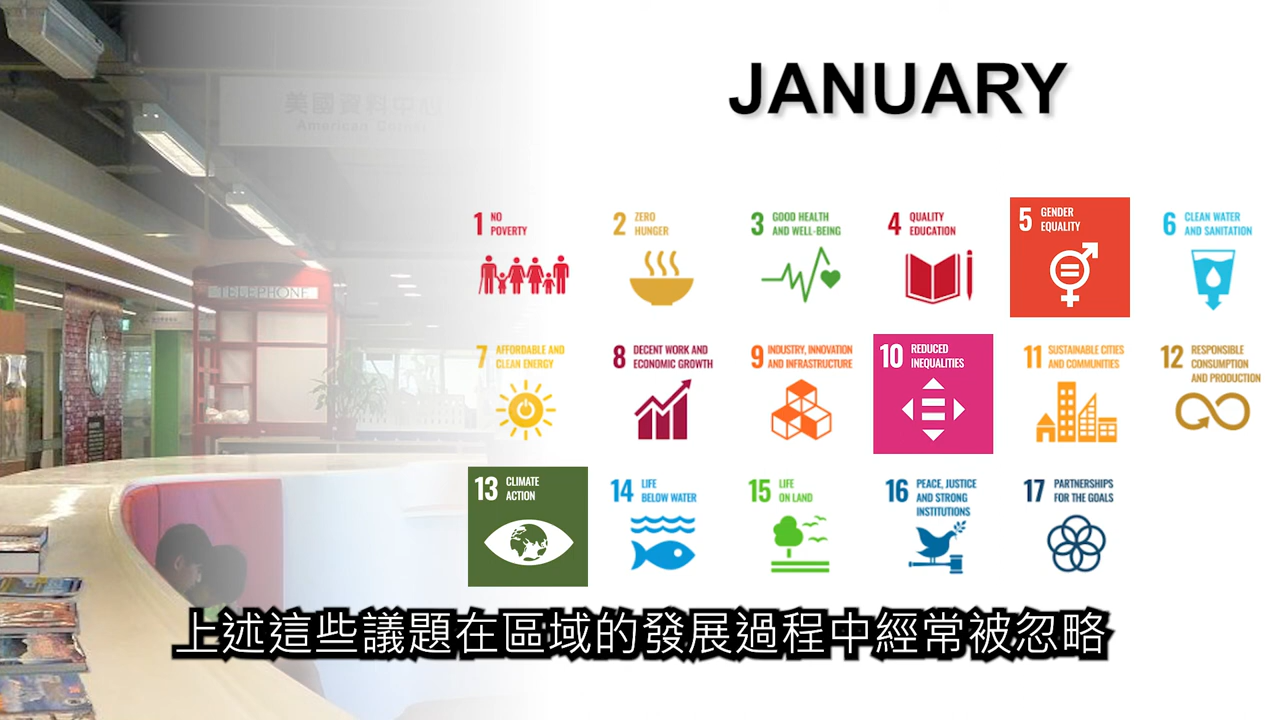 美國資料中心
American Corner
TELEPHONE
JANUARY
1 NO
POVERTY
2 ZERO
HUNGER
3 GOOD HEALTH
AND WELL-BEING
4 QUALITY
EDUCATION
5 GENDER
EQUALITY
6 CLEAN WATER
AND SANITATION
7 AFFORDABLE AND
CLEAN ENERGY
8 DECENT WORK AND
ECONOMIC GROWTH
9 INDUSTRY, INNOVATION
AND INFRASTRUCTURE
10 REDUCED
INEQUALITIES
11 SUSTAINABLE CITIES
AND COMMUNITIES
12 RESPONSIBLE
CONSUMPTION
AND PRODUCTION
13 CLIMATE
ACTION
14 LIFE
BELOW WATER
15 LIFE
ON LAND
16 PEACE, JUSTICE
AND STRONG
INSTITUTIONS
17 PARTNERSHIPS
FOR THE GOALS
上述這些議題在區域的發展過程中經常被忽略